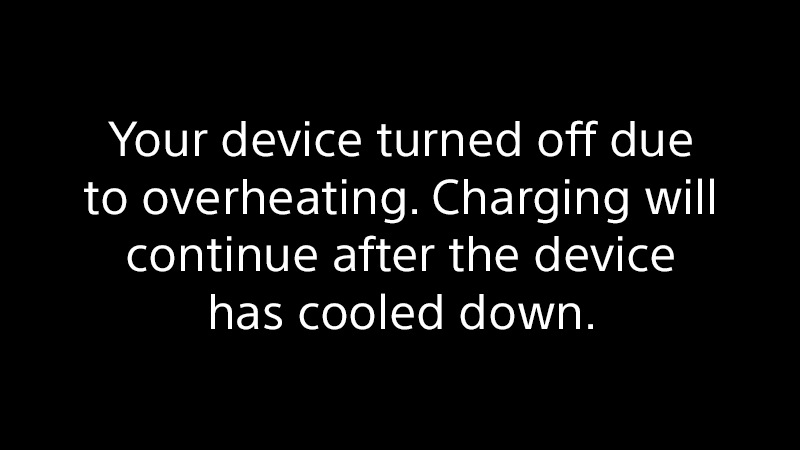 Your device turned off due
to overheating. Charging will
continue after the device
has cooled down.